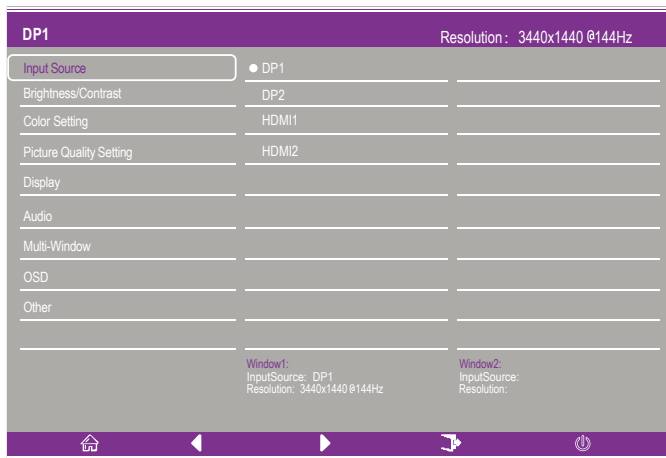 DP1
Resolution : 3440x1440 @144Hz
Input Source
DP1
Brightness/Contrast
DP2
Color Setting
HDMI1
Picture Quality Setting
HDMI2
Display
Audio
Multi-Window
OSD
Other
Window1:
InputSource: DP1
Resolution: 3440x1440 @144Hz
Window2:
InputSource:
Resolution: